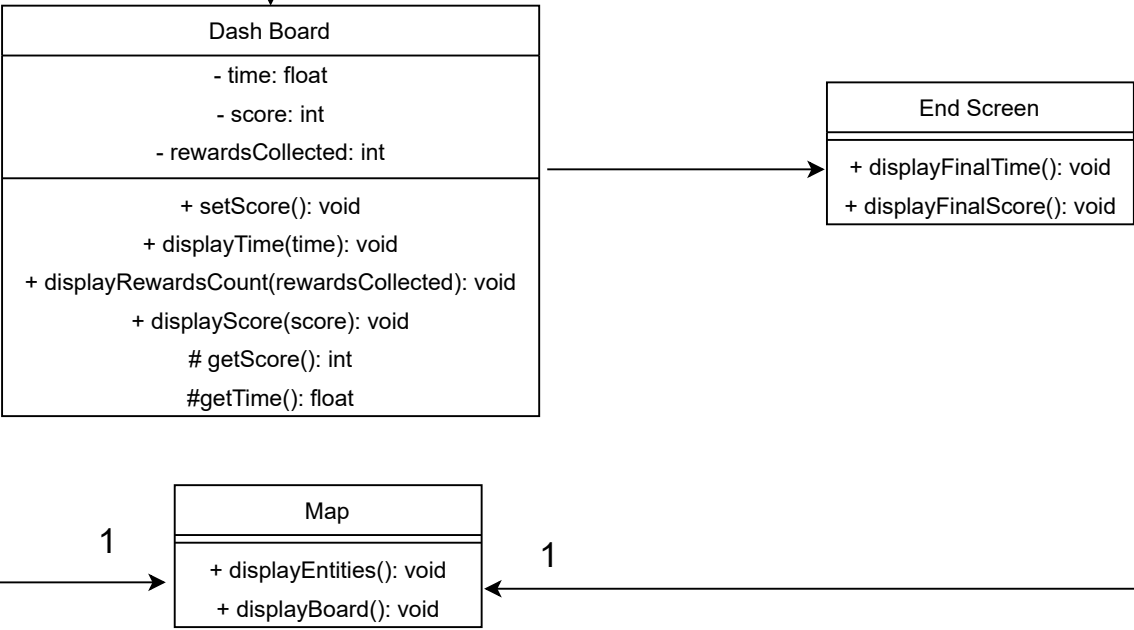 Dash Board
- time: float
- score: int
- rewardsCollected: int
+ setScore(): void
+ displayTime(time): void
+ displayRewardsCount(rewardsCollected): void
+ displayScore(score): void
# getScore(): int
#getTime(): float
End Screen
+ displayFinalTime(): void
+ displayFinalScore(): void
1
Map
+ displayEntities(): void
+ displayBoard(): void
1